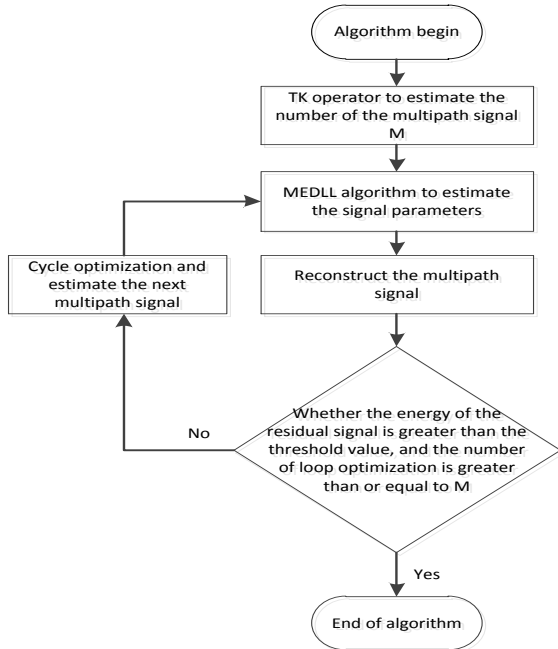 Algorithm begin
TK operator to estimate the
number of the multipath signal
M
MEDLL algorithm to estimate
the signal parameters
Cycle optimization and
estimate the next
multipath signal
Reconstruct the multipath
signal
Whether the energy of the
residual signal is greater than the
threshold value, and the number
of loop optimization is greater
than or equal to M
No
Yes
End of algorithm